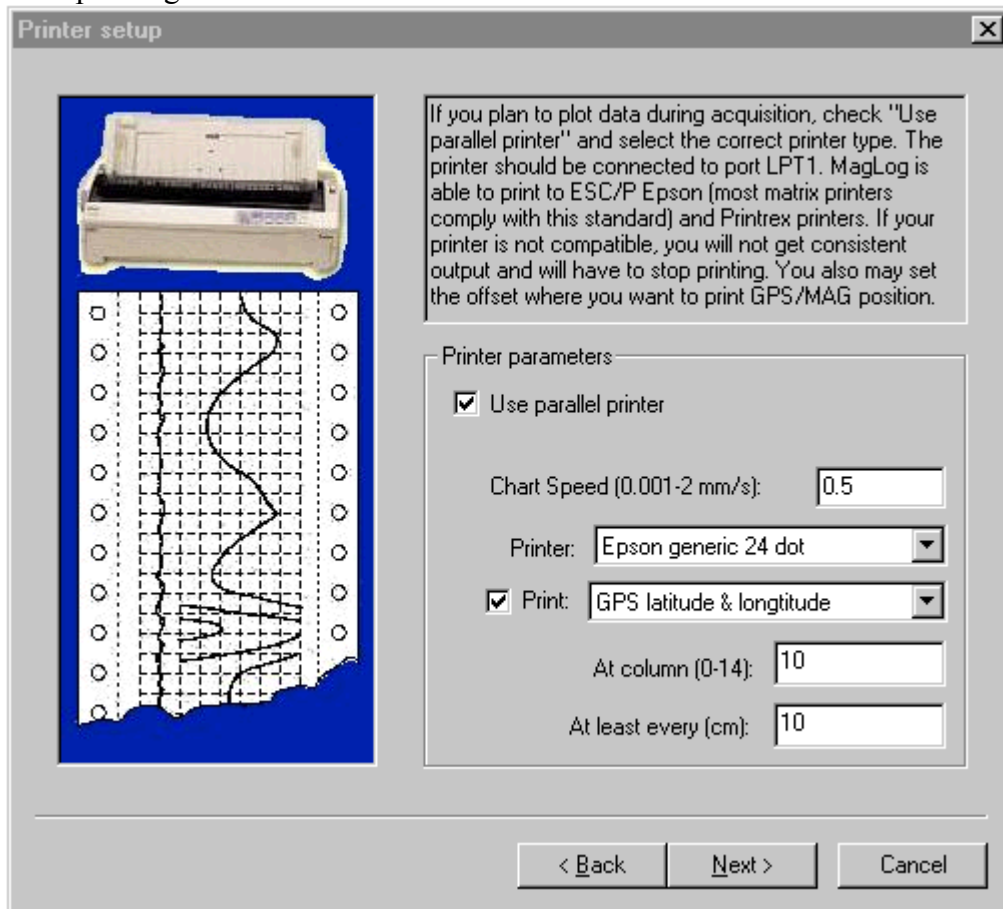 Printer setup
If you plan to plot data during acquisition, check "Use
parallel printer" and select the correct printer type. The
printer should be connected to port LPT1. MagLog is
able to print to ESC/P Epson (most matrix printers
comply with this standard) and Printrex printers. If your
printer is not compatible, you will not get consistent
output and will have to stop printing. You also may set
the offset where you want to print GPS/MAG position.
Printer parameters
Use parallel printer
Chart Speed (0.001-2 mm/s): 0.5
Printer: Epson generic 24 dot
Print: GPS latitude & longtitude
At column (0-14): 10
At least every (cm): 10
< Back Next > Cancel